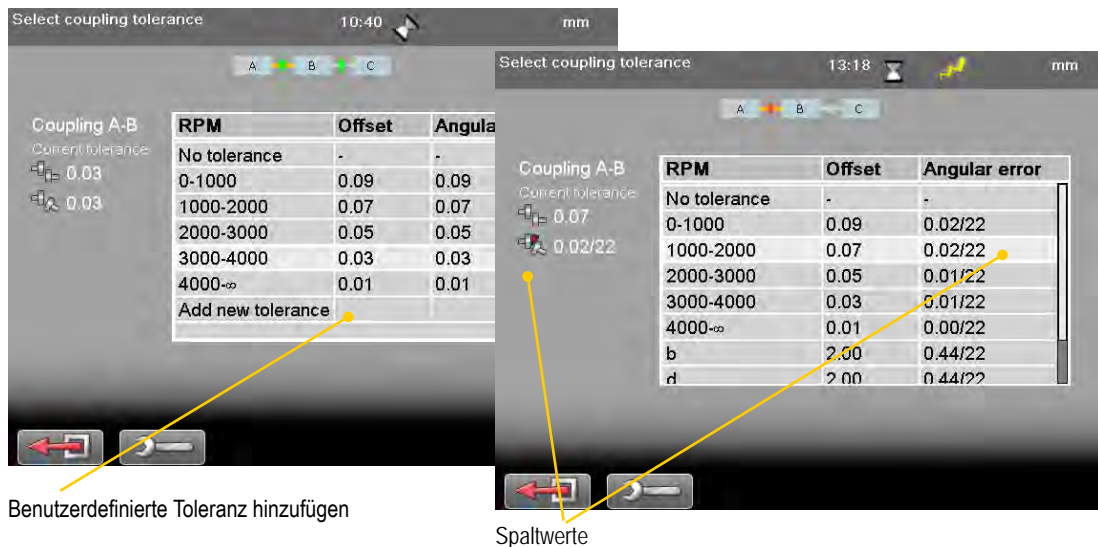 Select coupling tolerance 10:40 mm
A B C
Coupling A-B
Current tolerance
0.03
0.03
RPM Offset Angula
No tolerance - -
0-1000 0.09 0.09
1000-2000 0.07 0.07
2000-3000 0.05 0.05
3000-4000 0.03 0.03
4000-∞ 0.01 0.01
Add new tolerance
Benutzerdefinierte Toleranz hinzufügen
Select coupling tolerance 13:18 mm
A B C
Coupling A-B
Current tolerance
0.07
0.02/22
RPM Offset Angular error
No tolerance - -
0-1000 0.09 0.02/22
1000-2000 0.07 0.02/22
2000-3000 0.05 0.01/22
3000-4000 0.03 0.01/22
4000-∞ 0.01 0.00/22
b 2.00 0.44/22
d 2.00 0.44/22
Spaltwerte